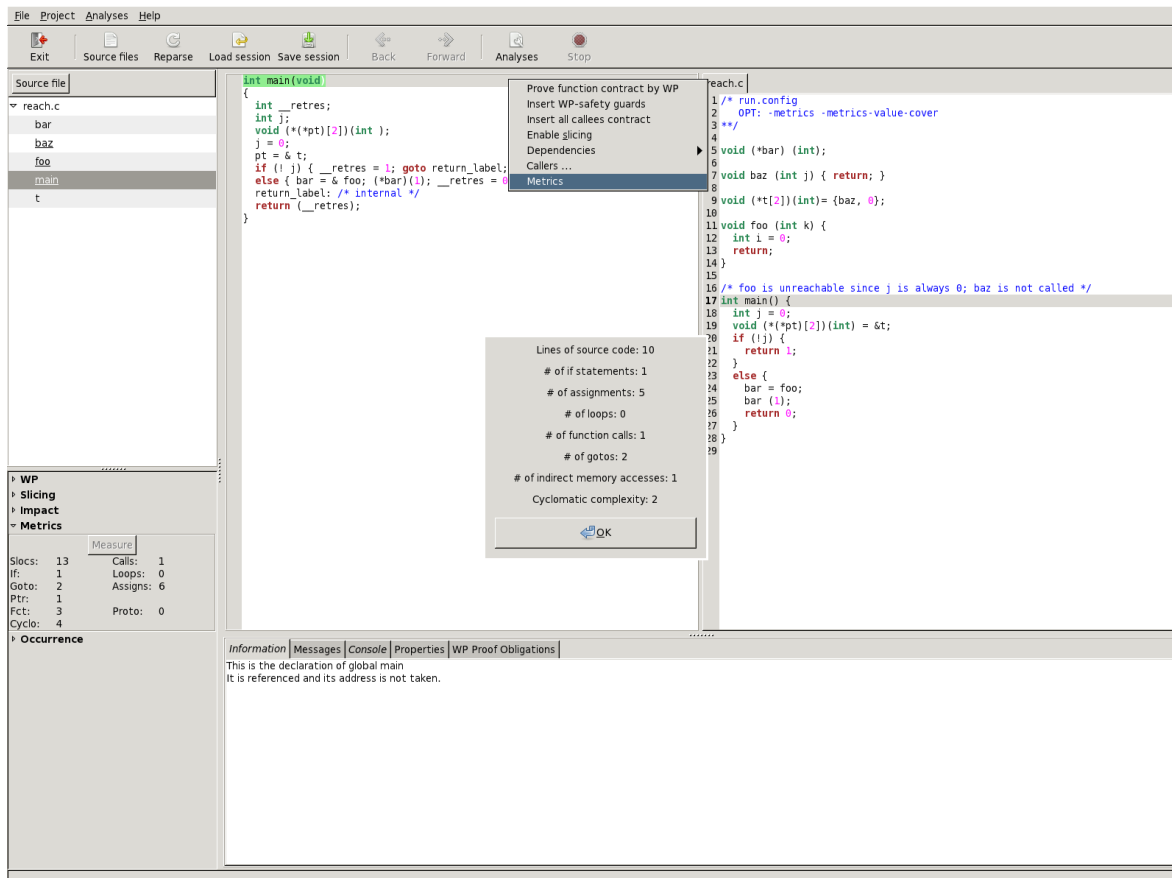 File Project Analyses Help
Exit Source files Reparse Load session Save session Back Forward Analyses Stop
Source file
reach.c
bar
baz
foo
main
t
int main(void)
{
int __retres;
int j;
void (*(*pt)[2])(int );
j = 0;
pt = & t;
if (! j) { __retres = 1; goto return_label;
else { bar = & foo; (*bar)(1); __retres = 0
return_label: /* internal */
return (__retres);
}
Prove function contract by WP
Insert WP-safety guards
Insert all callees contract
Enable slicing
Dependencies
Callers ...
Metrics
reach.c
1 /* run.config
2 OPT: -metrics -metrics-value-cover
3 **/
4
5 void (*bar) (int);
6
7 void baz (int j) { return; }
8
9 void (*t[2])(int)= {baz, 0};
10
11 void foo (int k) {
12 int i = 0;
13 return;
14 }
15
16 /* foo is unreachable since j is always 0; baz is not called */
17 int main() {
18 int j = 0;
19 void (*(*pt)[2])(int) = &t;
20 if (!j) {
21 return 1;
22 }
23 else {
24 bar = foo;
25 bar (1);
26 return 0;
27 }
28 }
29
Lines of source code: 10
# of if statements: 1
# of assignments: 5
# of loops: 0
# of function calls: 1
# of gotos: 2
# of indirect memory accesses: 1
Cyclomatic complexity: 2
OK
WP
Slicing
Impact
Metrics
Measure
Slocs: 13 Calls: 1
If: 1 Loops: 0
Goto: 2 Assigns: 6
Ptr: 1
Fct: 3 Proto: 0
Cyclo: 4
Occurrence
Information Messages Console Properties WP Proof Obligations
This is the declaration of global main
It is referenced and its address is not taken.